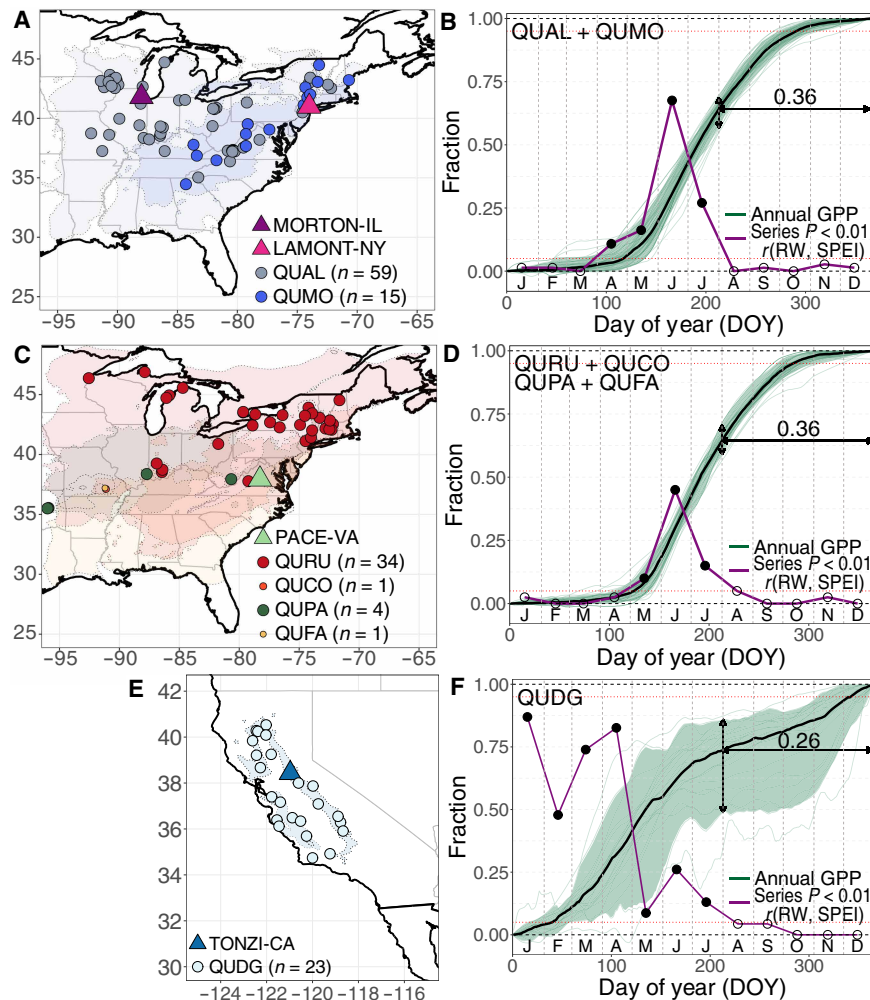 A
45
40
35
30
25
−95
−90
−85
−80
−75
−70
−65
MORTON-IL
LAMONT-NY
QUAL (n = 59)
QUMO (n = 15)
B
QUAL + QUMO
Fraction
1.00
0.75
0.50
0.25
0.00
0.36
Annual GPP
Series P < 0.01
r(RW, SPEI)
J F M A M J J A S O N D
0 100 200 300
Day of year (DOY)
C
45
40
35
30
25
−95
−90
−85
−80
−75
−70
−65
PACE-VA
QURU (n = 34)
QUCO (n = 1)
QUPA (n = 4)
QUFA (n = 1)
D
QURU + QUCO
QUPA + QUFA
Fraction
1.00
0.75
0.50
0.25
0.00
0.36
Annual GPP
Series P < 0.01
r(RW, SPEI)
J F M A M J J A S O N D
0 100 200 300
Day of year (DOY)
E
42
40
38
36
34
32
30
−124 −122 −120 −118 −116
TONZI-CA
QUDG (n = 23)
F
QUDG
Fraction
1.00
0.75
0.50
0.25
0.00
0.26
Annual GPP
Series P < 0.01
r(RW, SPEI)
J F M A M J J A S O N D
0 100 200 300
Day of year (DOY)